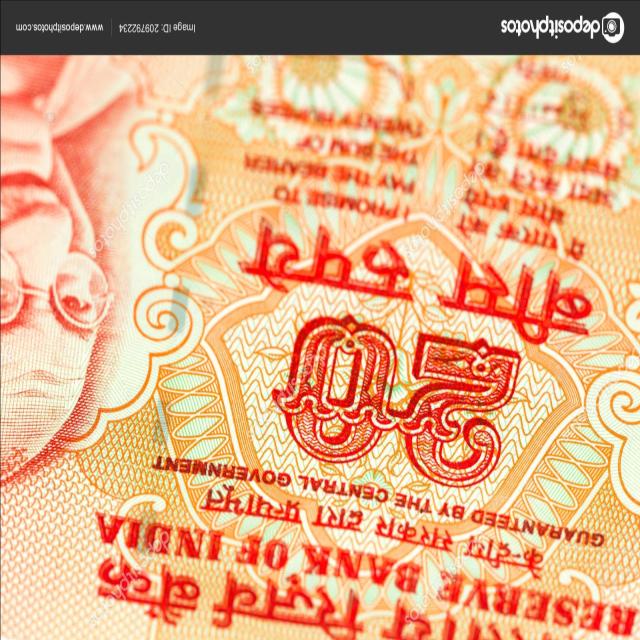 भारतीय रिज़र्व बैंक
RESERVE BANK OF INDIA
केन्द्रीय सरकार द्वारा प्रत्याभूत
GUARANTEED BY THE CENTRAL GOVERNMENT
20
बीस रुपये
मैं धारक को
बीस रुपये
अदा करने का
वचन देता हूँ
I PROMISE TO
PAY THE BEARER
THE SUM OF
TWENTY RUPEES
depositphotos
Image ID: 209792234 www.depositphotos.com